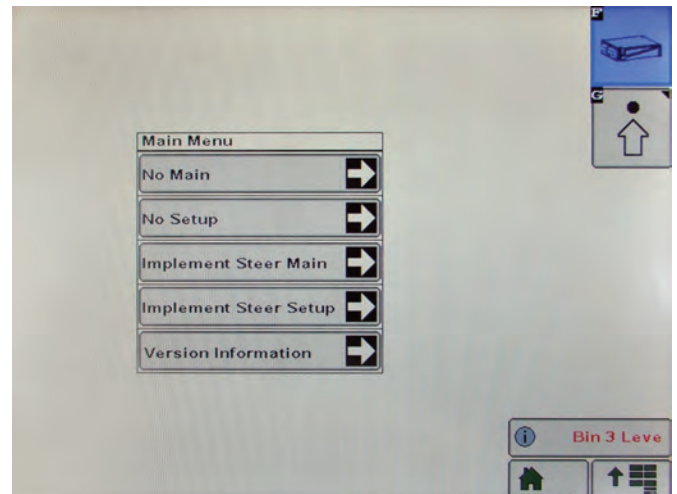 F
G
Main Menu
No Main
No Setup
Implement Steer Main
Implement Steer Setup
Version Information
Bin 3 Leve